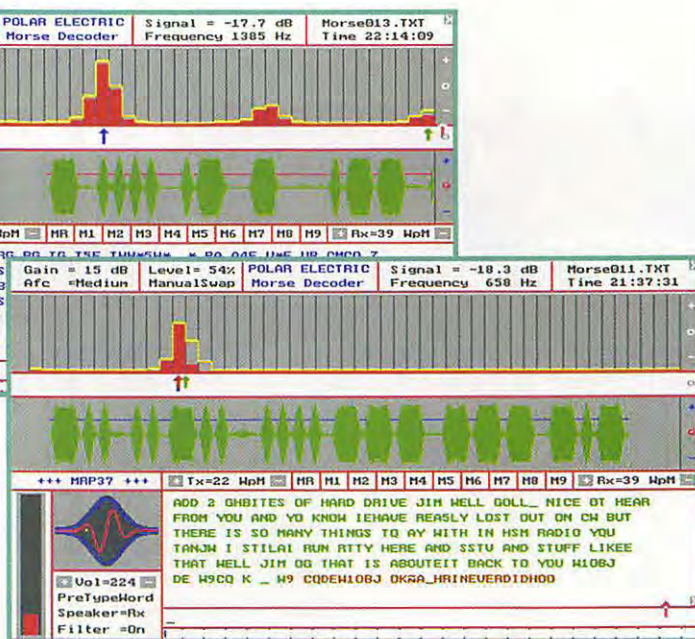 POLAR ELECTRIC Signal = -17.7 dB Morse013.TXT
Morse Decoder Frequency 1385 Hz Time 22:14:09
WpM MR M1 M2 M3 M4 M5 M6 M7 M8 M9 Rx=39 WpM
Gain = 15 dB Level= 54% POLAR ELECTRIC Signal = -18.3 dB Morse011.TXT
Afc =Medium ManualSwap Morse Decoder Frequency 658 Hz Time 21:37:31
+++ MRP37 +++ Tx=22 WpM MR M1 M2 M3 M4 M5 M6 M7 M8 M9 Rx=39 WpM
ADD 2 GHBITES OF HARD DRIVE JIM WELL GOLL_ NICE OT HEAR
FROM YOU AND YO KNOW IEHAVE REA5LY LOST OUT ON CW BUT
THERE IS SO MANY THINGS TQ AY WITH IN HSM RADIO YQU
TANJW I STILAI RUN RTTY HERE AND SSTV AND STUFF LIKEE
THAT WELL JIM OG THAT IS ABOUTEIT BACK TO YOU W1OBJ
DE W9CQ K _ W9 CQDEW1OBJ
Vol=224
PreTypeWord
Speaker=Rx
Filter =On